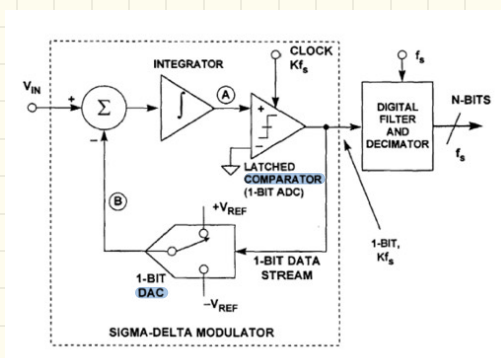 CLOCK
Kfs
fs
INTEGRATOR
VIN
+
Σ
−
∫
A
+
−
DIGITAL
FILTER
AND
DECIMATOR
N-BITS
fs
LATCHED
COMPARATOR
(1-BIT ADC)
B
+VREF
1-BIT DATA
STREAM
1-BIT,
Kfs
1-BIT
DAC
−VREF
SIGMA-DELTA MODULATOR